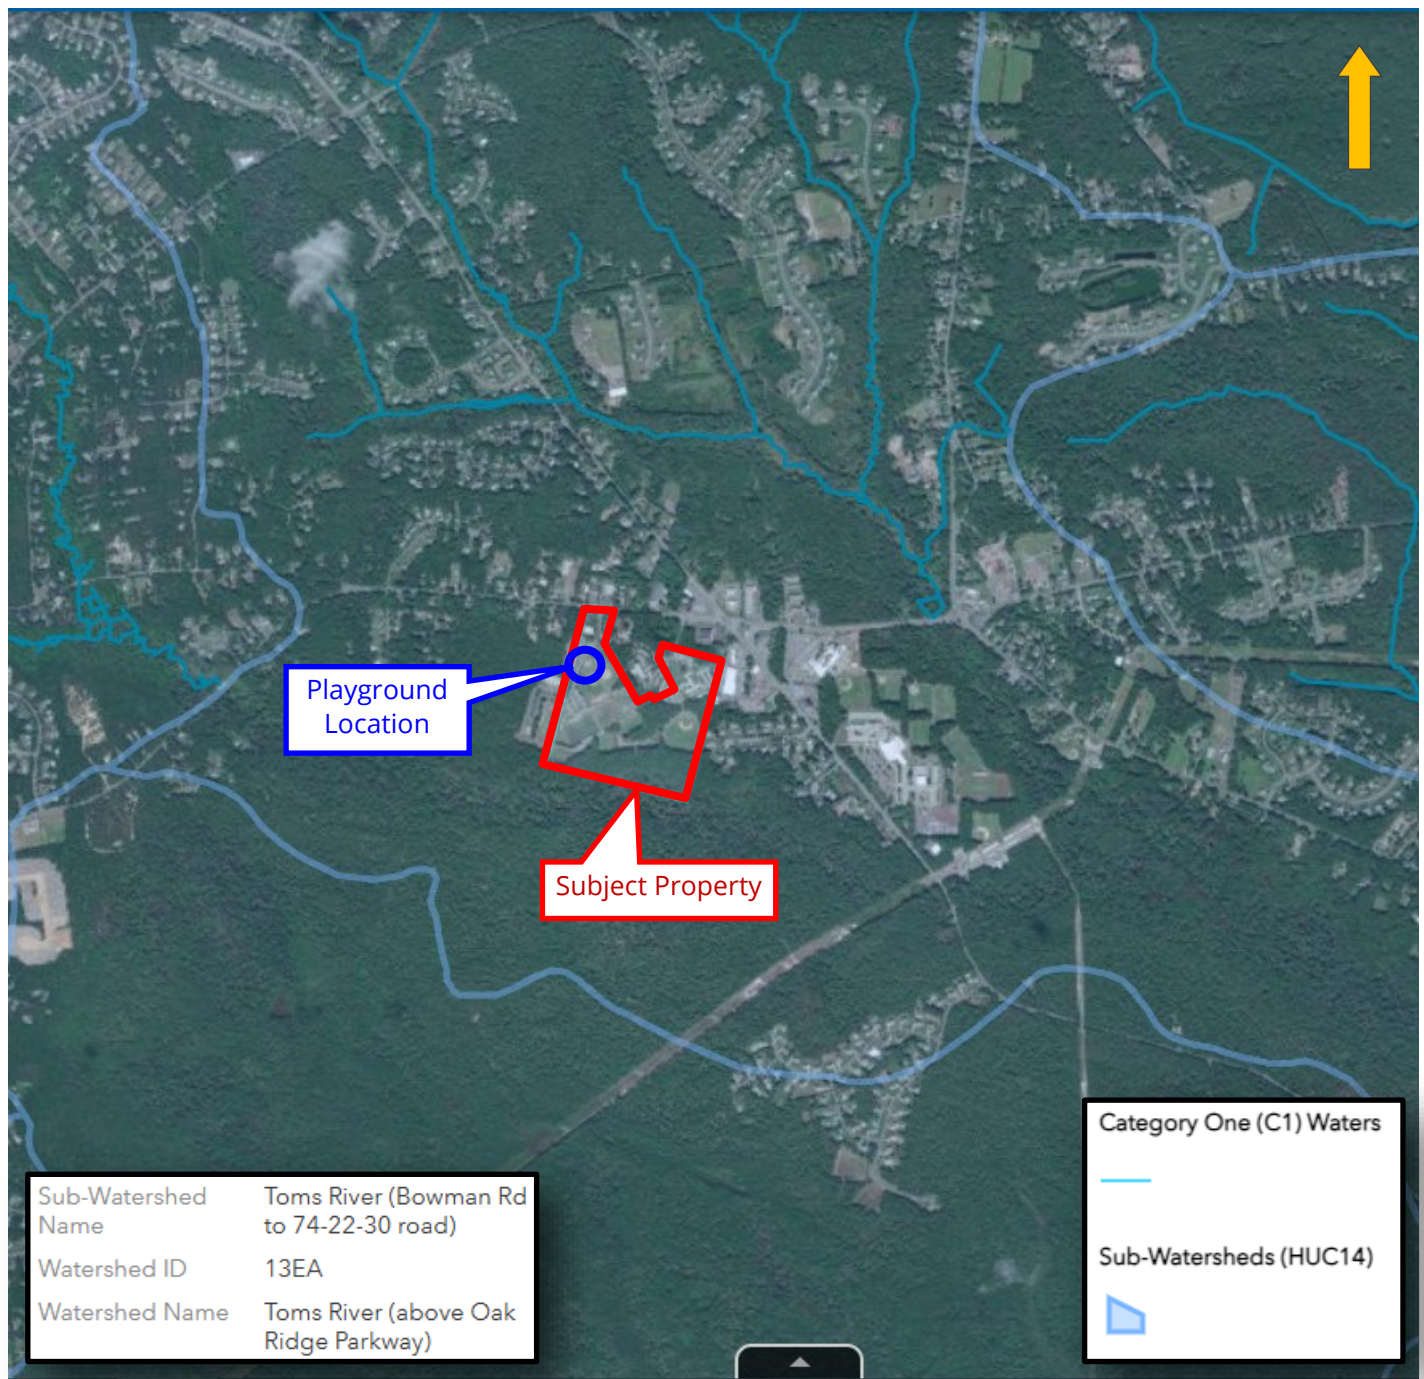 Playground
Location
Subject Property
Category One (C1) Waters
Sub-Watersheds (HUC14)
Sub-Watershed Name
Toms River (Bowman Rd
to 74-22-30 road)
Watershed ID
13EA
Watershed Name
Toms River (above Oak
Ridge Parkway)